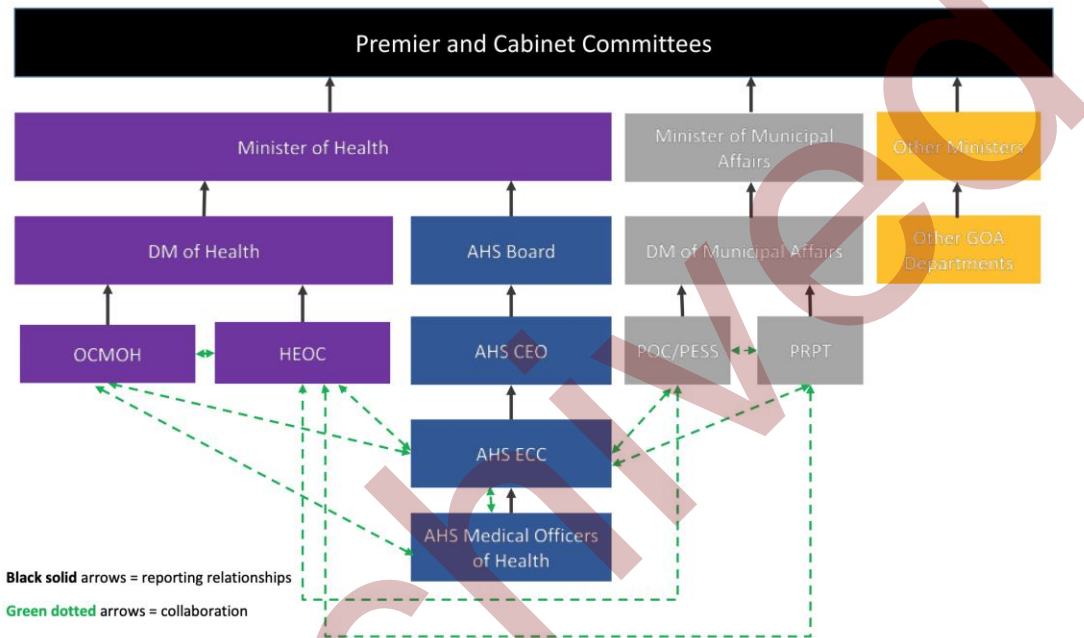 Premier and Cabinet Committees
Minister of Health
Minister of Municipal
Affairs
Other Ministers
DM of Health
AHS Board
DM of Municipal Affairs
Other GOA
Departments
OCMOH
HEOC
AHS CEO
POC/PESS
PRPT
AHS ECC
AHS Medical Officers
of Health
Black solid arrows = reporting relationships
Green dotted arrows = collaboration